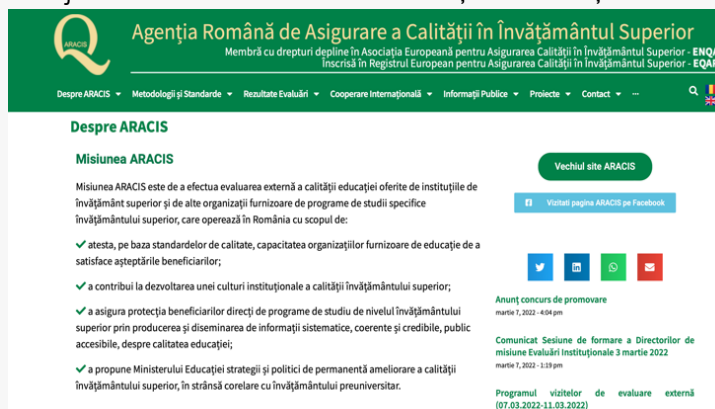 ARACIS
Agenția Română de Asigurare a Calității în Învățământul Superior
Membră cu drepturi depline în Asociația Europeană pentru Asigurarea Calității în Învățământul Superior - ENQA
Înscrisă în Registrul European pentru Asigurarea Calității în Învățământul Superior - EQAR
Despre ARACIS Metodologii și Standarde Rezultate Evaluări Cooperare Internațională Informații Publice Proiecte Contact ...
Despre ARACIS
Misiunea ARACIS
Misiunea ARACIS este de a efectua evaluarea externă a calității educației oferite de instituțiile de
învățământ superior și de alte organizații furnizoare de programe de studii specifice
învățământului superior, care operează în România cu scopul de:
✓ atesta, pe baza standardelor de calitate, capacitatea organizațiilor furnizoare de educație de a
satisface așteptările beneficiarilor;
✓ a contribui la dezvoltarea unei culturi instituționale a calității învățământului superior;
✓ a asigura protecția beneficiarilor direcți de programe de studiu de nivelul învățământului
superior prin producerea și diseminarea de informații sistematice, coerente și credibile, public
accesibile, despre calitatea educației;
✓ a propune Ministerului Educației strategii și politici de permanentă ameliorare a calității
învățământului superior, în strânsă corelare cu învățământului preuniversitar.
Vechiul site ARACIS
Vizitati pagina ARACIS pe Facebook
Anunț concurs de promovare
martie 7, 2022 - 4:04 pm
Comunicat Sesiune de formare a Directorilor de
misiune Evaluări Instituționale 3 martie 2022
martie 7, 2022 - 1:19 pm
Programul vizitelor de evaluare externă
(07.03.2022-11.03.2022)